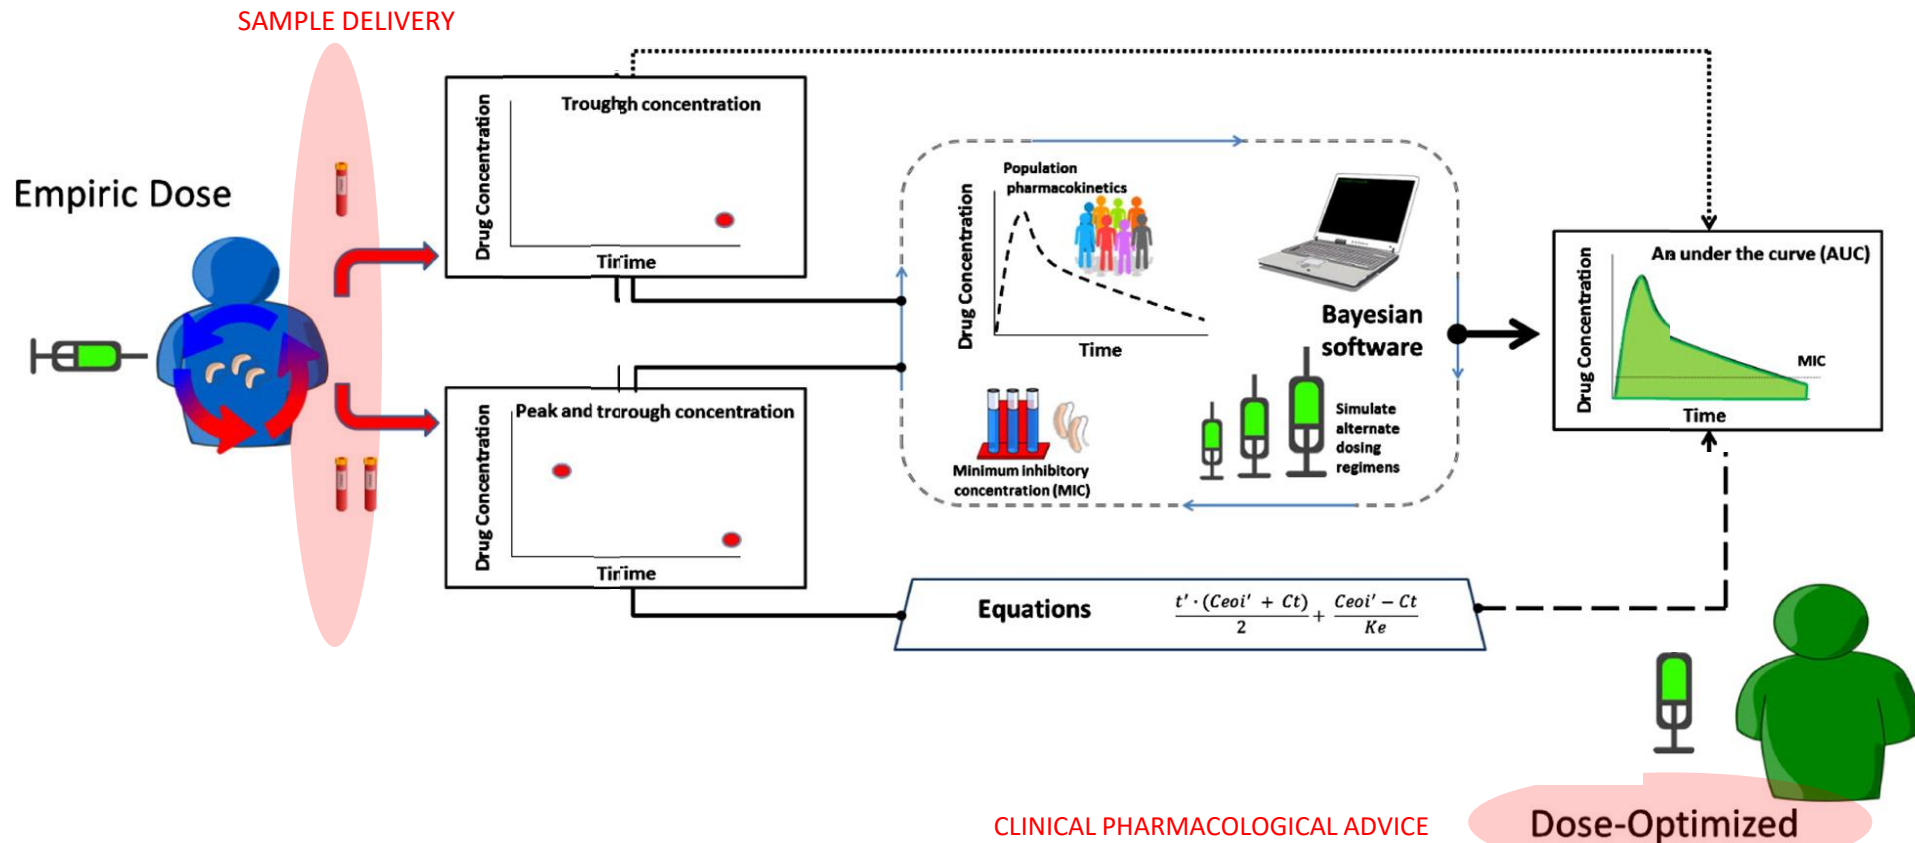 SAMPLE DELIVERY
Empiric Dose
Troughgh concentration
Drug Concentration
Tirime
Peak and trorough concentration
Drug Concentration
Tirime
Population
pharmacokinetics
Drug Concentration
Time
Bayesian
software
Minimum inhibitory
concentration (MIC)
Simulate
alternate
dosing
regimens
An under the curve (AUC)
Drug Concentration
MIC
Time
Equations
t′·(Ceoi′ + Ct)/2 + Ceoi′ − Ct/Ke
CLINICAL PHARMACOLOGICAL ADVICE
Dose-Optimized